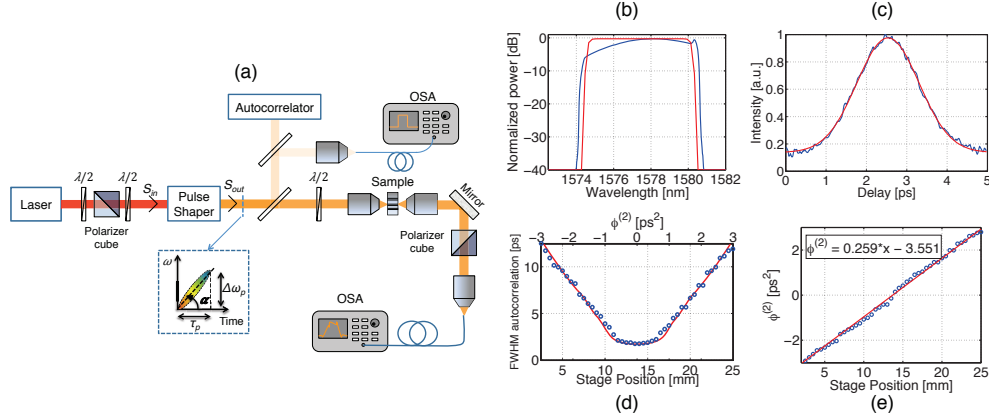 (a)
Autocorrelator
OSA
λ/2
λ/2
S_in
S_out
λ/2
Sample
Mirror
Laser
Polarizer
cube
Pulse
Shaper
Polarizer
cube
ω
α
Δω_p
τ_p
Time
OSA
(b)
Normalized power [dB]
0
−10
−20
−30
−40
1574 1576 1578 1580 1582
Wavelength [nm]
(c)
Intensity [a.u.]
1
0.8
0.6
0.4
0.2
0 1 2 3 4 5
Delay [ps]
ϕ(2) [ps2]
−3 −2 −1 0 1 2 3
FWHM autocorrelation [ps]
10
5
0
5 10 15 20 25
Stage Position [mm]
(d)
ϕ(2) = 0.259*x − 3.551
ϕ(2) [ps2]
2
0
−2
5 10 15 20 25
Stage Position [mm]
(e)